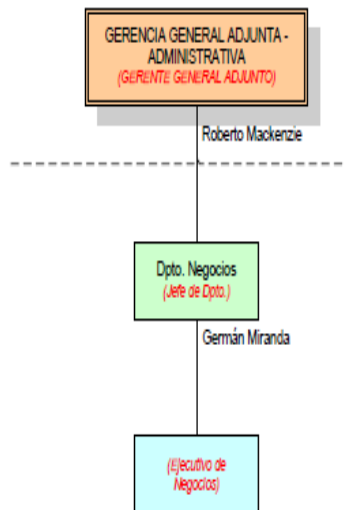 GERENCIA GENERAL ADJUNTA -
ADMINISTRATIVA
(GERENTE GENERAL ADJUNTO)
Roberto Mackenzie
Dpto. Negocios
(Jefe de Dpto.)
Germán Miranda
(Ejecutivo de
Negocios)